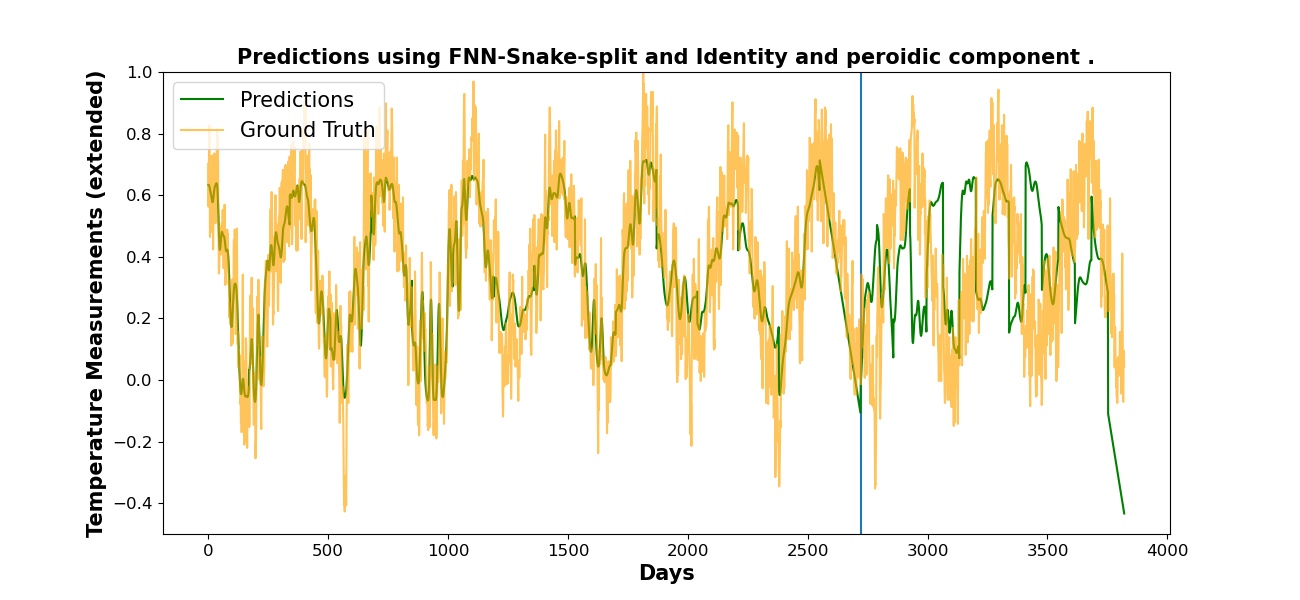 Predictions using FNN-Snake-split and Identity and peroidic component .
Temperature Measurements (extended)
1.0
0.8
0.6
0.4
0.2
0.0
−0.2
−0.4
Predictions
Ground Truth
0 500 1000 1500 2000 2500 3000 3500 4000
Days